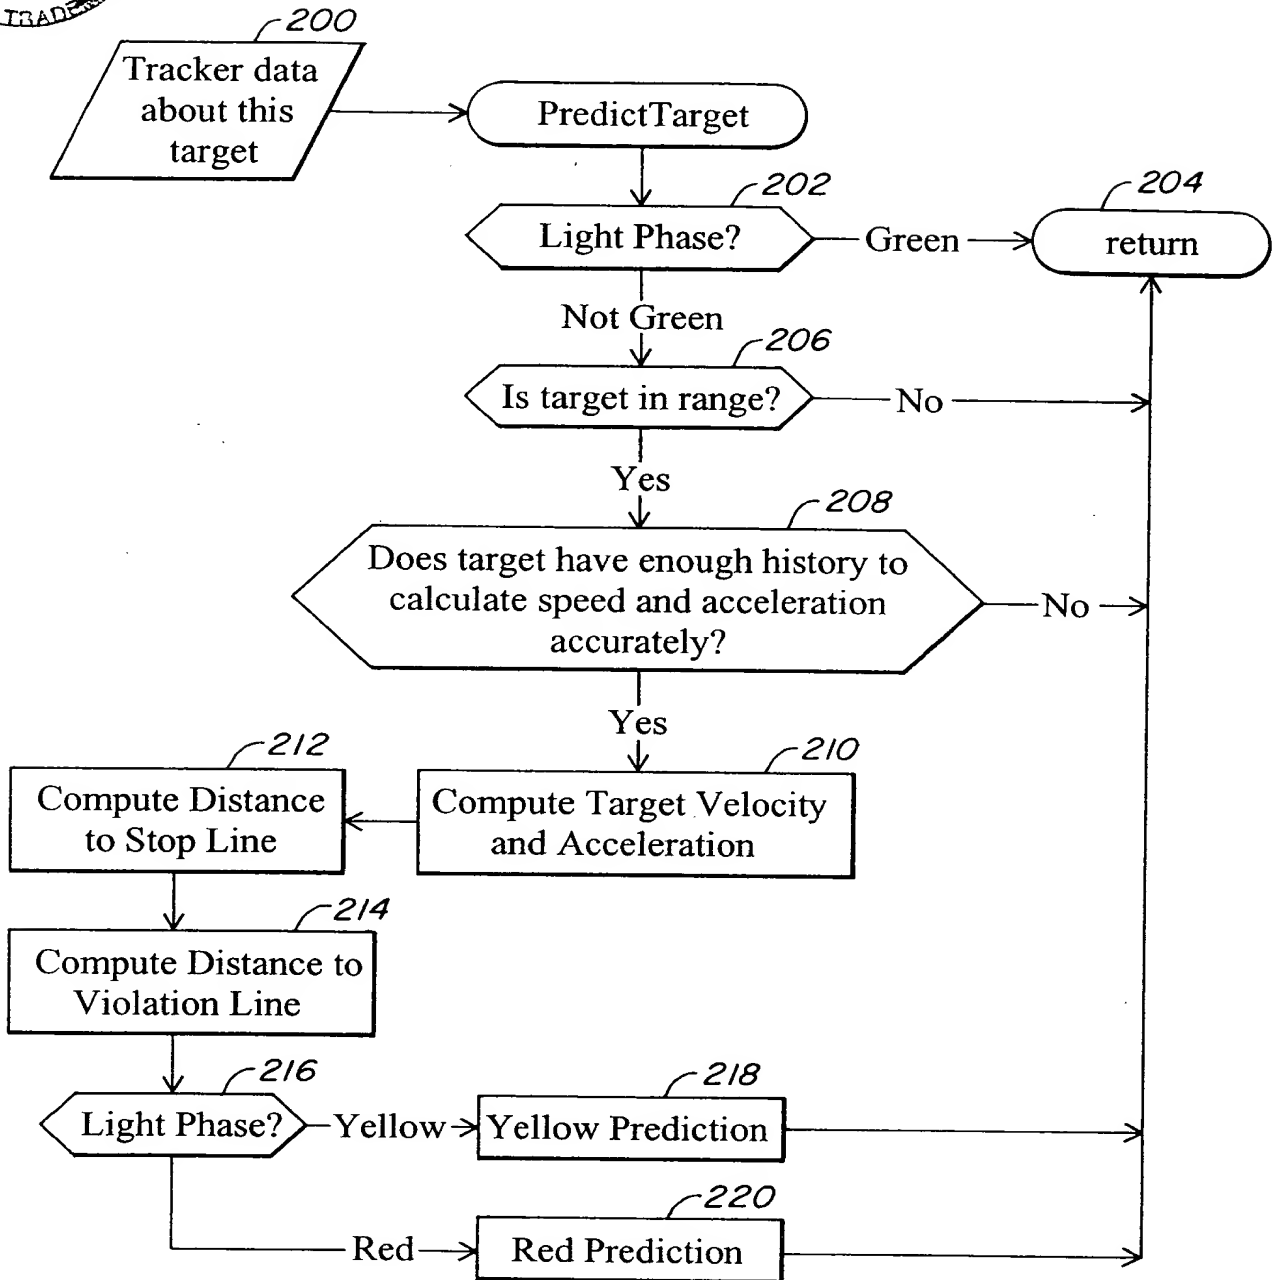 TRADE
200
Tracker data
about this
target
PredictTarget
202
Light Phase?
Green
204
return
Not Green
206
Is target in range?
No
Yes
208
Does target have enough history to
calculate speed and acceleration
accurately?
No
Yes
210
Compute Target Velocity
and Acceleration
212
Compute Distance
to Stop Line
214
Compute Distance to
Violation Line
216
Light Phase?
Yellow
218
Yellow Prediction
Red
220
Red Prediction